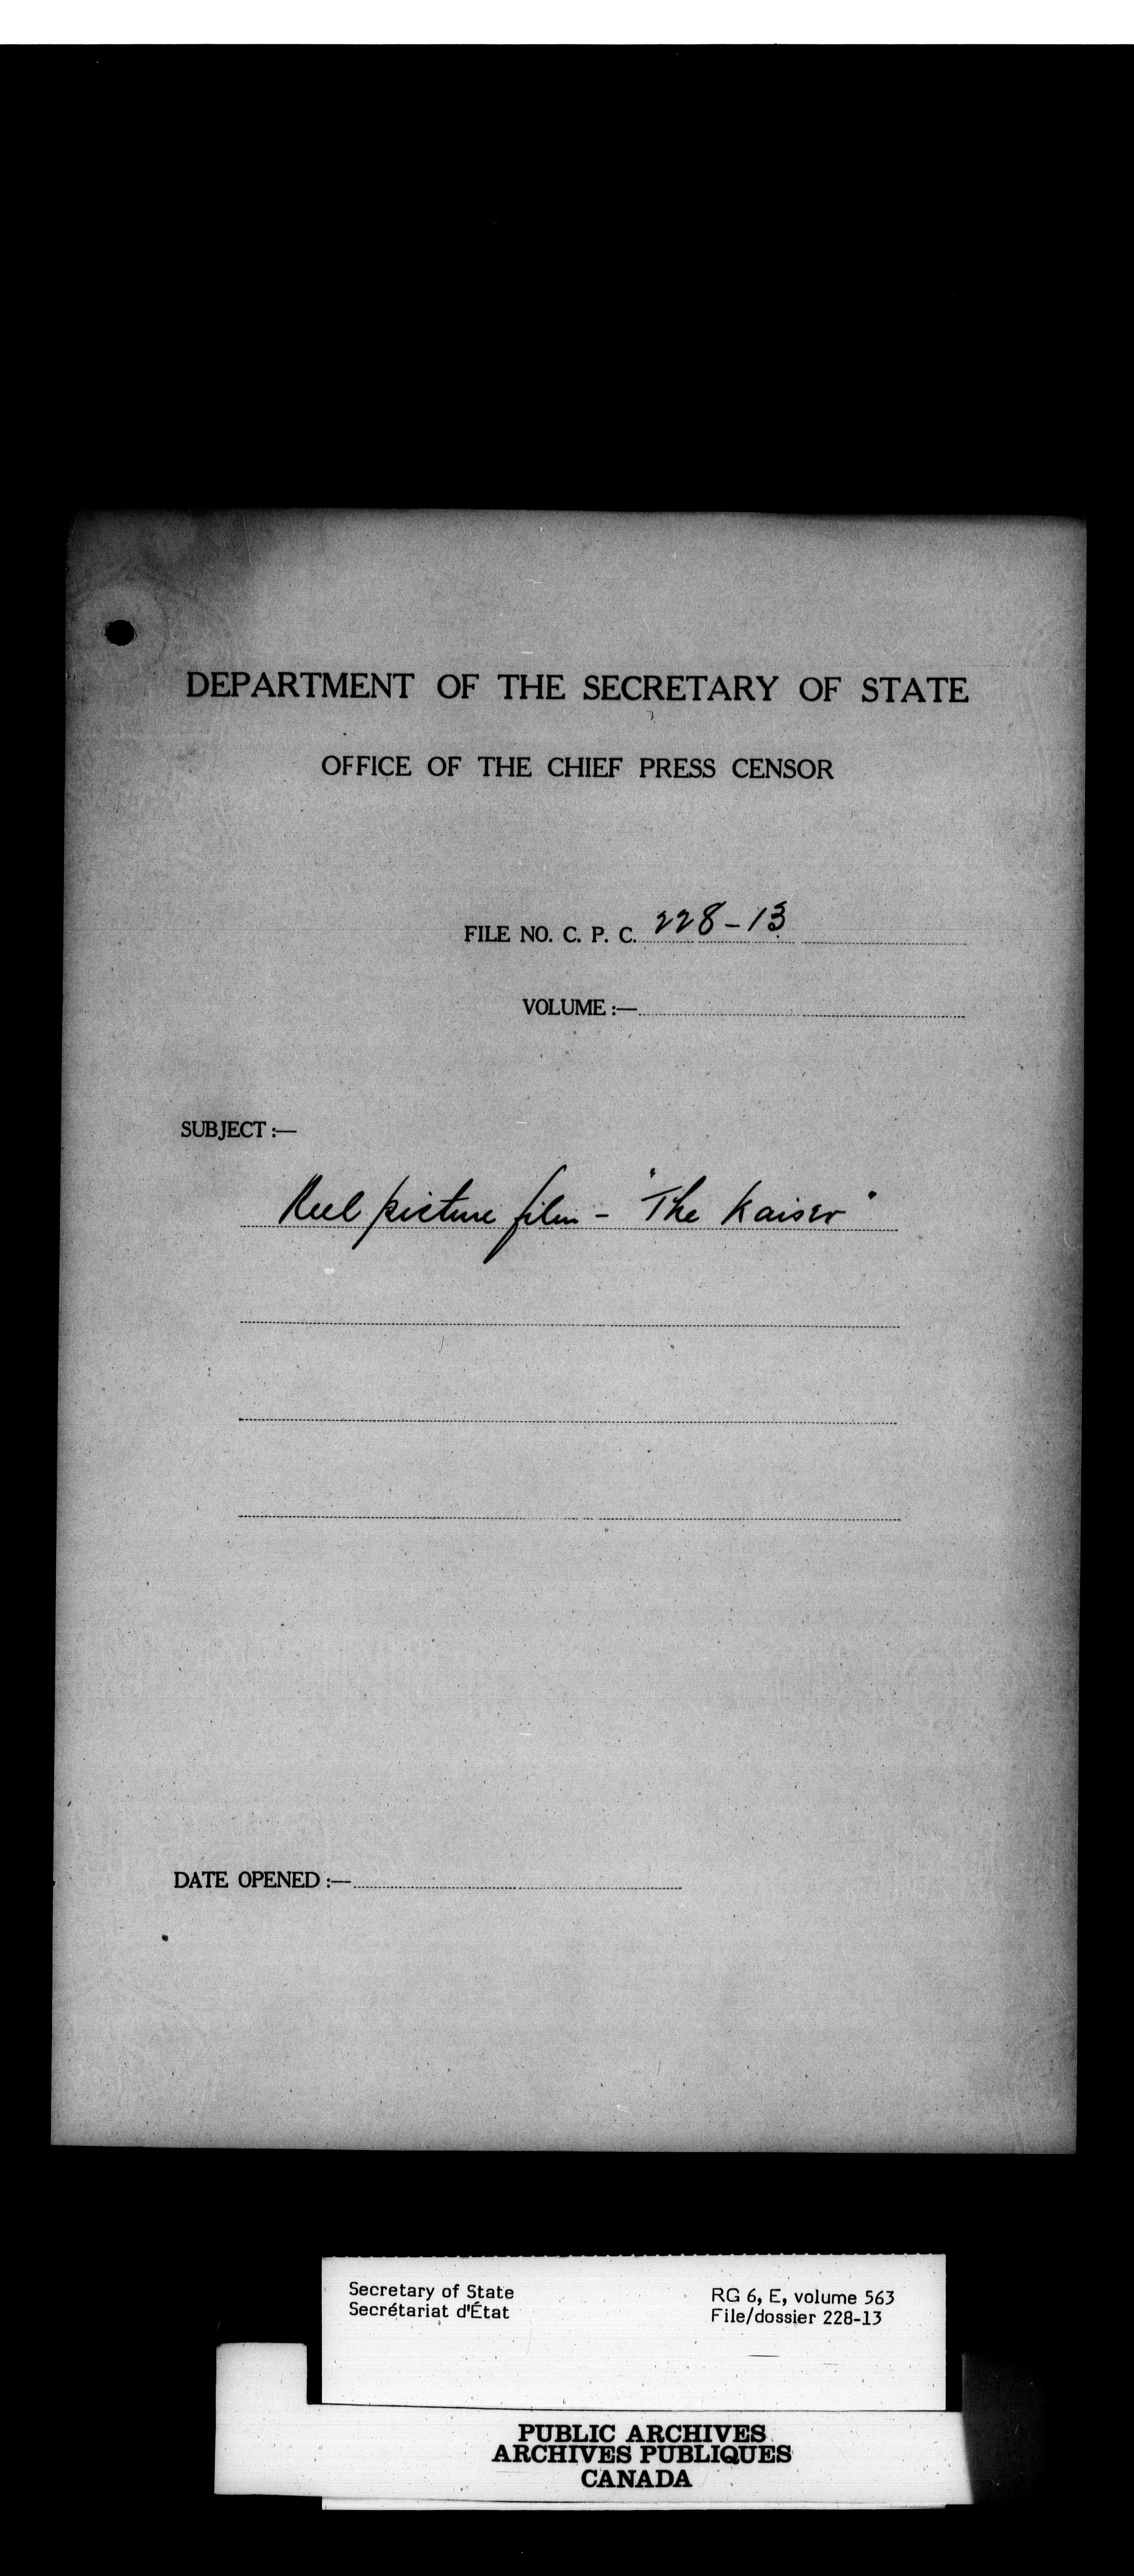 DEPARTMENT OF THE SECRETARY OF STATE
OFFICE OF THE CHIEF PRESS CENSOR
FILE NO. C. P. C. 228-13
VOLUME :—
SUBJECT :—
Reel picture film - "The Kaiser"
DATE OPENED :—
Secretary of State
Secrétariat d'État
RG 6, E, volume 563
File/dossier 228-13
PUBLIC ARCHIVES
ARCHIVES PUBLIQUES
CANADA